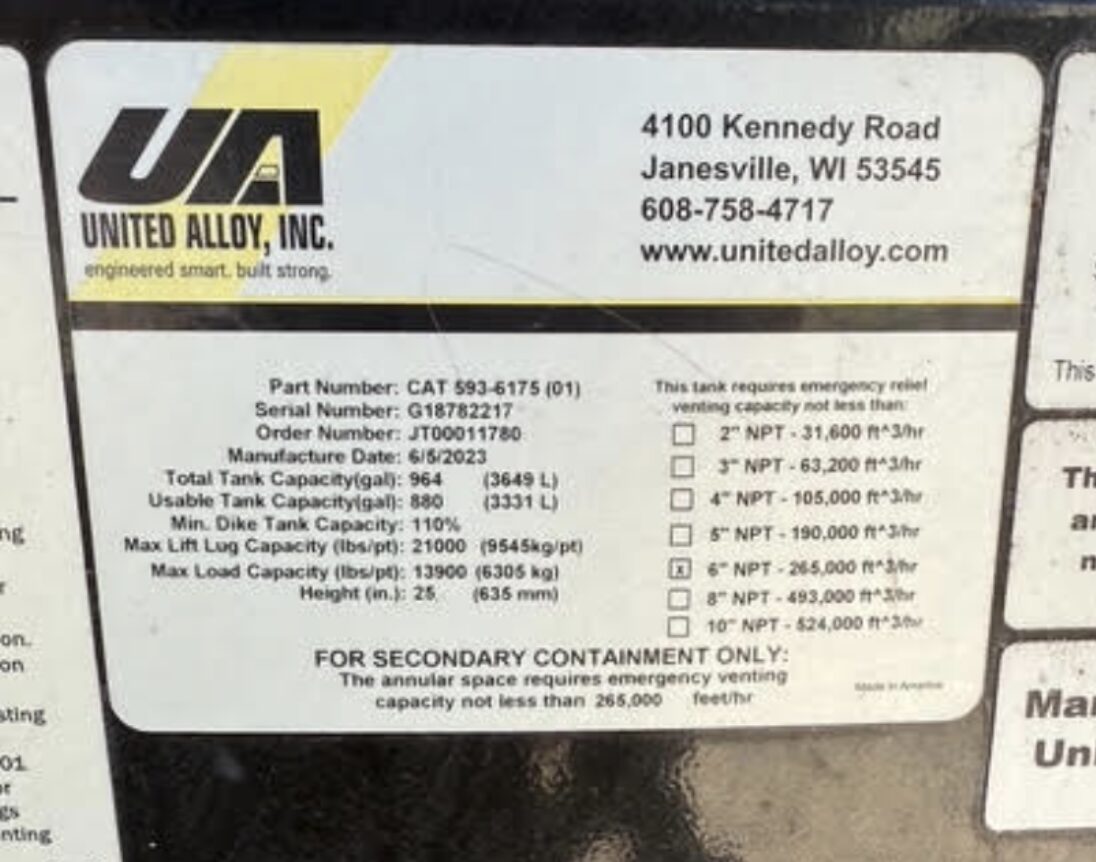 UA
UNITED ALLOY, INC.
engineered smart. built strong.
4100 Kennedy Road
Janesville, WI 53545
608-758-4717
www.unitedalloy.com
Part Number: CAT 593-6175 (01)
Serial Number: G18782217
Order Number: JT00011780
Manufacture Date: 6/5/2023
Total Tank Capacity(gal): 964 (3649 L)
Usable Tank Capacity(gal): 880 (3331 L)
Min. Dike Tank Capacity: 110%
Max Lift Lug Capacity (lbs/pt): 21000 (9545kg/pt)
Max Load Capacity (lbs/pt): 13900 (6305 kg)
Height (in.): 25 (635 mm)
This tank requires emergency relief
venting capacity not less than:
2" NPT - 31,600 ft^3/hr
3" NPT - 63,200 ft^3/hr
4" NPT - 105,000 ft^3/hr
5" NPT - 190,000 ft^3/hr
x 6" NPT - 265,000 ft^3/hr
8" NPT - 493,000 ft^3/hr
10" NPT - 524,000 ft^3/hr
FOR SECONDARY CONTAINMENT ONLY:
The annular space requires emergency venting
capacity not less than 265,000 feet/hr
Made in America
on.
on
01
This